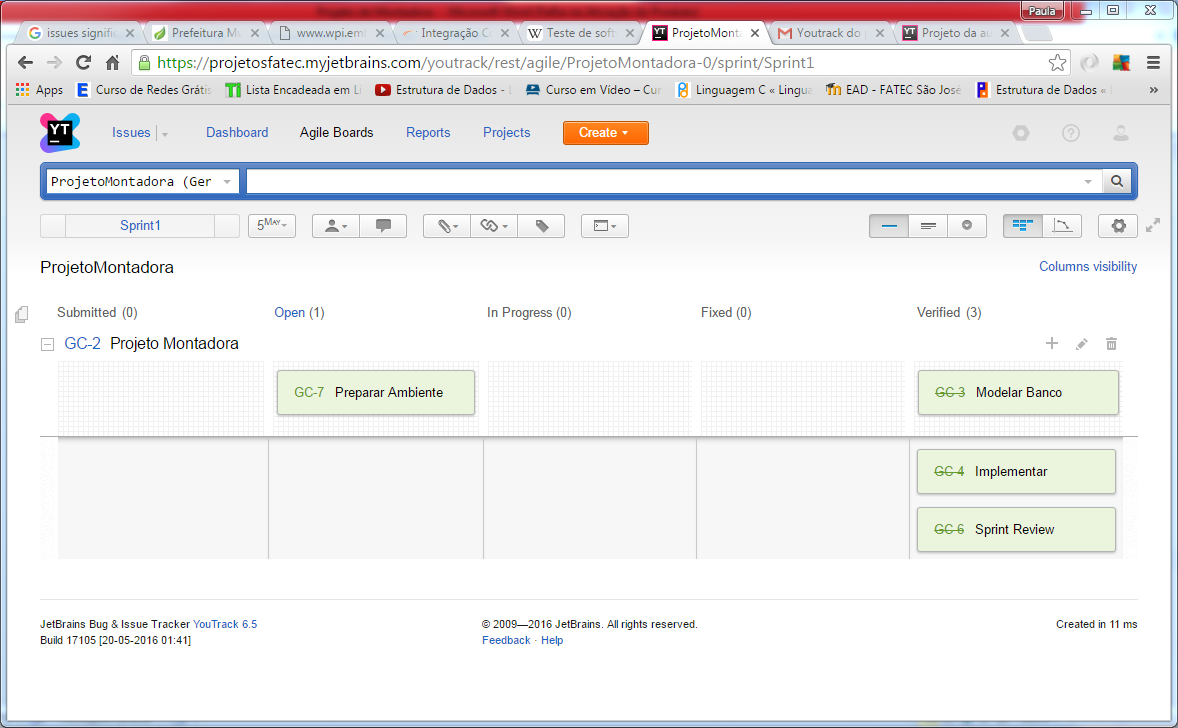 Paula
issues signific
Prefeitura Mu
www.wpi.em
Integração Co
Teste de soft
ProjetoMonta
Youtrack do
Projeto da au
https://projetosfatec.myjetbrains.com/youtrack/rest/agile/ProjetoMontadora-0/sprint/Sprint1
Apps
Curso de Redes Grátis
Lista Encadeada em Li
Estrutura de Dados -
Curso em Vídeo – Cur
Linguagem C « Lingua
EAD - FATEC São José
Estrutura de Dados «
»
YT
Issues
Dashboard
Agile Boards
Reports
Projects
Create
ProjetoMontadora (Ger
Sprint1
5 MAY
ProjetoMontadora
Columns visibility
Submitted (0)
Open (1)
In Progress (0)
Fixed (0)
Verified (3)
GC-2 Projeto Montadora
GC-7 Preparar Ambiente
GC-3 Modelar Banco
GC-4 Implementar
GC-6 Sprint Review
JetBrains Bug & Issue Tracker YouTrack 6.5
Build 17105 [20-05-2016 01:41]
© 2009—2016 JetBrains. All rights reserved.
Feedback · Help
Created in 11 ms